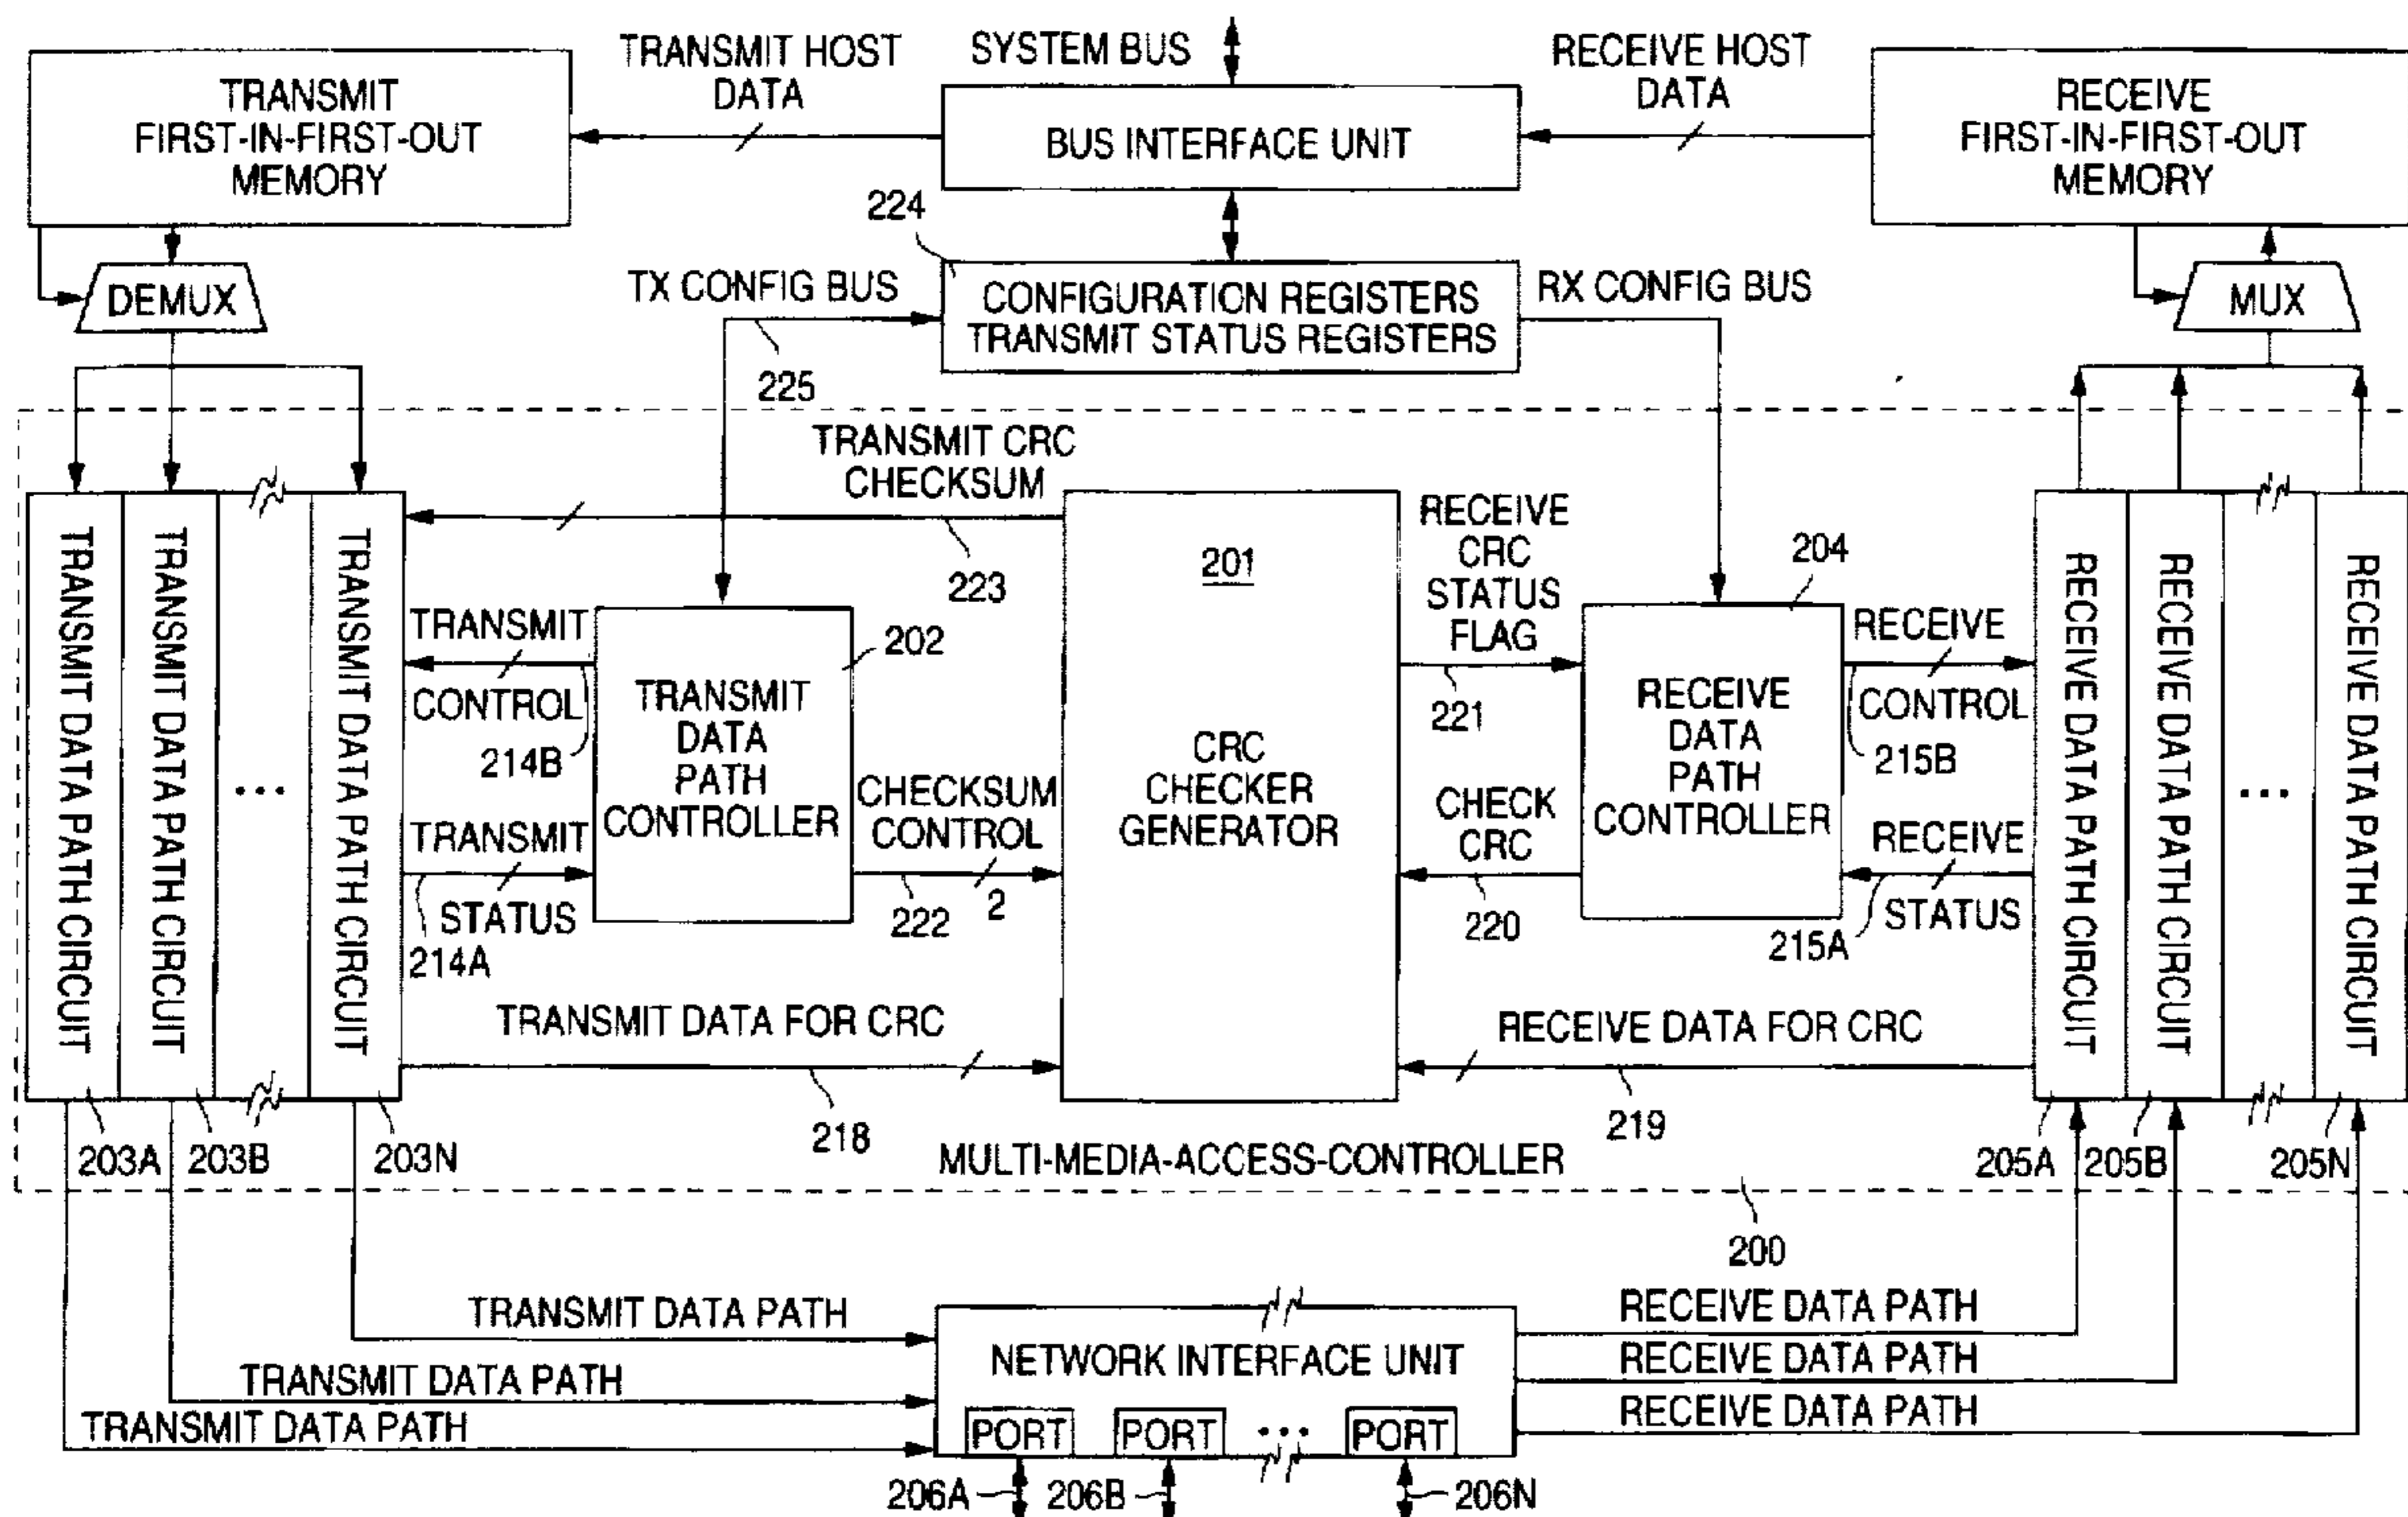 TRANSMIT
FIRST-IN-FIRST-OUT
MEMORY
TRANSMIT HOST
DATA
SYSTEM BUS
BUS INTERFACE UNIT
RECEIVE HOST
DATA
RECEIVE
FIRST-IN-FIRST-OUT
MEMORY
DEMUX
TX CONFIG BUS
225
224
CONFIGURATION REGISTERS
TRANSMIT STATUS REGISTERS
RX CONFIG BUS
MUX
TRANSMIT DATA PATH CIRCUIT
TRANSMIT DATA PATH CIRCUIT
...
TRANSMIT DATA PATH CIRCUIT
TRANSMIT CRC
CHECKSUM
223
TRANSMIT
CONTROL
214B
TRANSMIT
STATUS
214A
202
TRANSMIT
DATA
PATH
CONTROLLER
CHECKSUM
CONTROL
222
2
201
CRC
CHECKER
GENERATOR
RECEIVE
CRC
STATUS
FLAG
221
CHECK
CRC
220
204
RECEIVE
DATA
PATH
CONTROLLER
RECEIVE
CONTROL
215B
RECEIVE
STATUS
215A
RECEIVE DATA PATH CIRCUIT
RECEIVE DATA PATH CIRCUIT
...
RECEIVE DATA PATH CIRCUIT
TRANSMIT DATA FOR CRC
218
RECEIVE DATA FOR CRC
219
203A
203B
203N
MULTI-MEDIA-ACCESS-CONTROLLER
205A
205B
205N
200
TRANSMIT DATA PATH
TRANSMIT DATA PATH
TRANSMIT DATA PATH
NETWORK INTERFACE UNIT
PORT
PORT
...
PORT
RECEIVE DATA PATH
RECEIVE DATA PATH
RECEIVE DATA PATH
206A
206B
206N